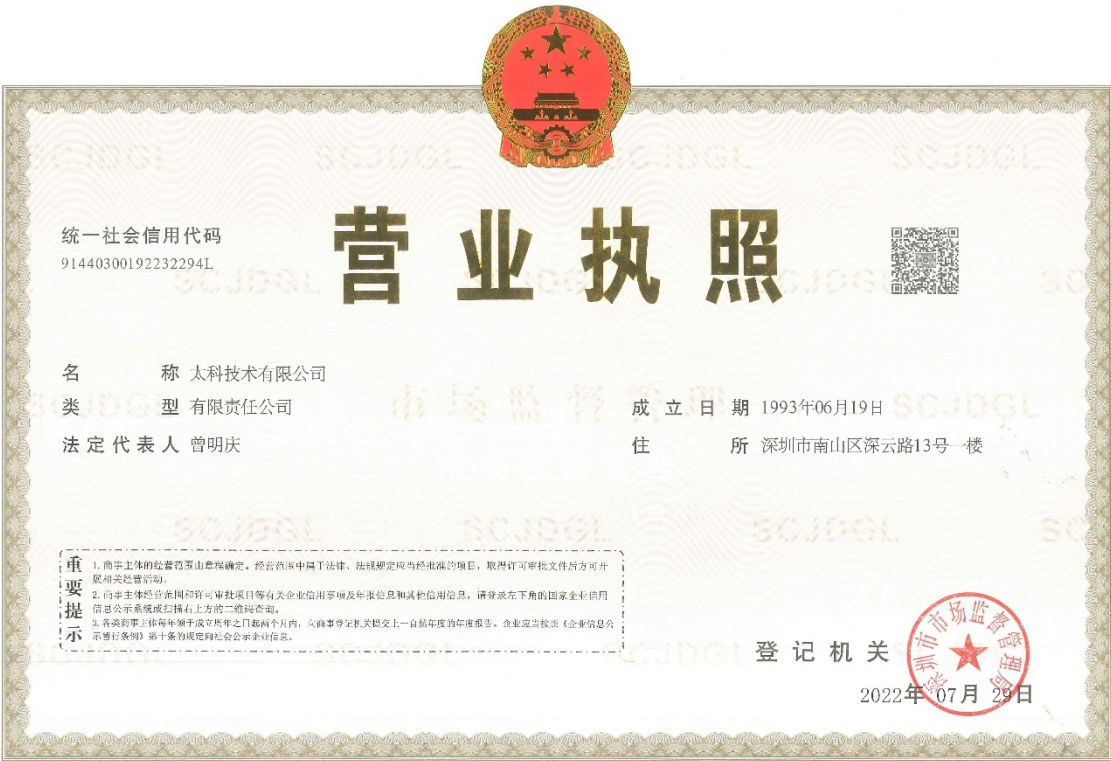 营业执照
统一社会信用代码
91440300192232294L
名称 太科技术有限公司
类型 有限责任公司
法定代表人 曾明庆
成立日期 1993年06月19日
住所 深圳市南山区深云路13号一楼
重要提示
1. 商事主体的经营范围由章程确定。经营范围中属于法律、法规规定应当经批准的项目，取得许可审批文件后方可开
展相关经营活动。
2. 商事主体经营范围和许可审批项目等有关企业信用事项及年报信息和其他信用信息，请登录左下角的国家企业信用
信息公示系统或扫描右上方的二维码查询。
3. 各类商事主体每年须于成立周年之日起两个月内，向商事登记机关提交上一自然年度的年度报告。企业应当按照《企业信息公
示暂行条例》第十条的规定向社会公示企业信息。
登记机关
深圳市市场监督管理局
2022年07月29日
SCJDGL
市场监督管理